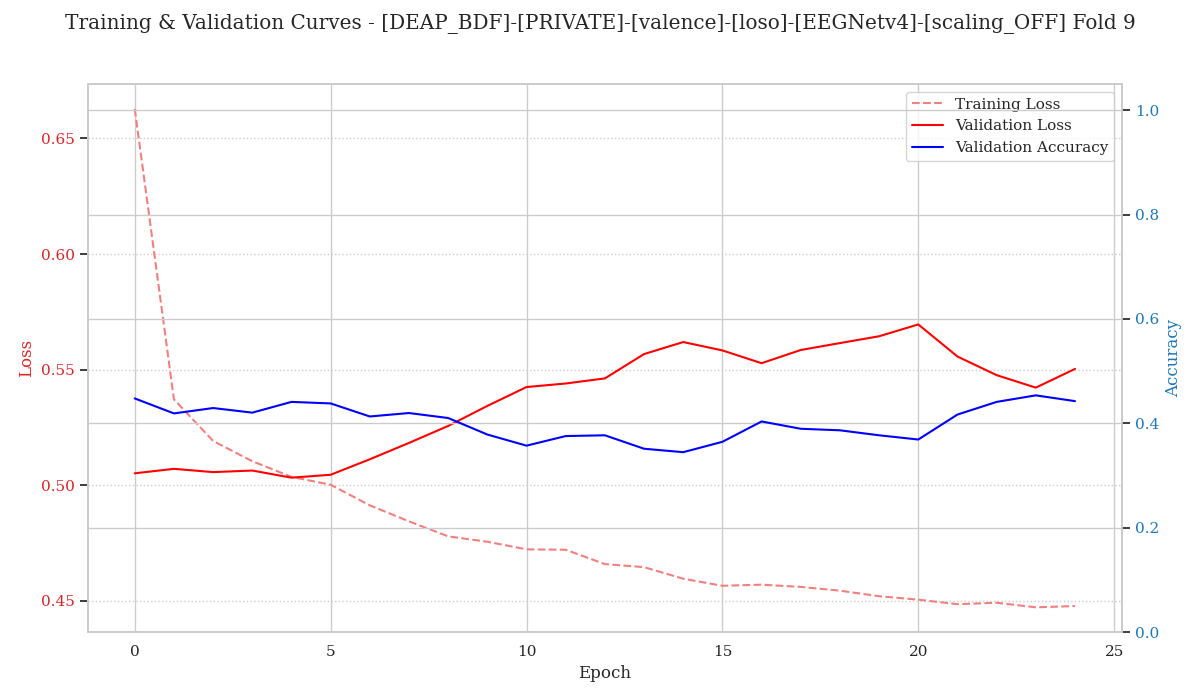 Training & Validation Curves - [DEAP_BDF]-[PRIVATE]-[valence]-[loso]-[EEGNetv4]-[scaling_OFF] Fold 9
Training Loss
Validation Loss
Validation Accuracy
0.65
0.60
0.55
0.50
0.45
Loss
1.0
0.8
0.6
0.4
0.2
0.0
Accuracy
0
5
10
15
20
25
Epoch